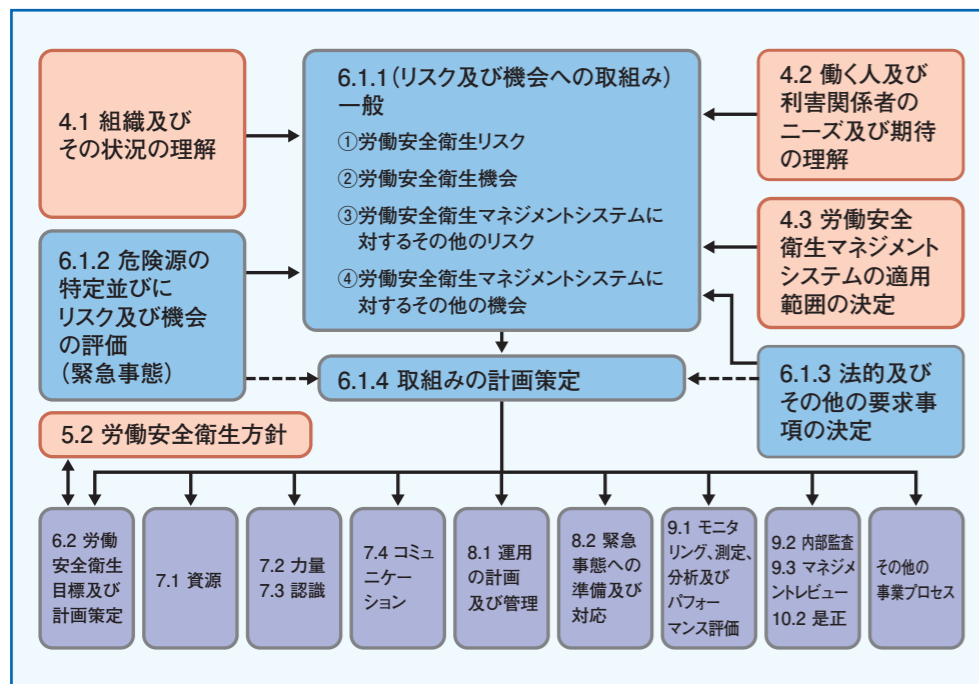 4.1 組織及び
その状況の理解
6.1.1(リスク及び機会への取組み)
一般
①労働安全衛生リスク
②労働安全衛生機会
③労働安全衛生マネジメントシステムに
対するその他のリスク
④労働安全衛生マネジメントシステムに
対するその他の機会
4.2 働く人及び
利害関係者の
ニーズ及び期待
の理解
6.1.2 危険源の
特定並びに
リスク及び機会
の評価
(緊急事態)
4.3 労働安全
衛生マネジメント
システムの適用
範囲の決定
6.1.4 取組みの計画策定
6.1.3 法的及び
その他の要求事
項の決定
5.2 労働安全衛生方針
6.2 労働
安全衛生
目標及び
計画策定
7.1 資源
7.2 力量
7.3 認識
7.4 コミュ
ニケー
ション
8.1 運用の
計画
及び管理
8.2 緊急
事態への
準備及び
対応
9.1 モニタ
リング、測定、
分析及び
パフォー
マンス評価
9.2 内部監査
9.3 マネジメ
ントレビュー
10.2 是正
その他の
事業プロセス